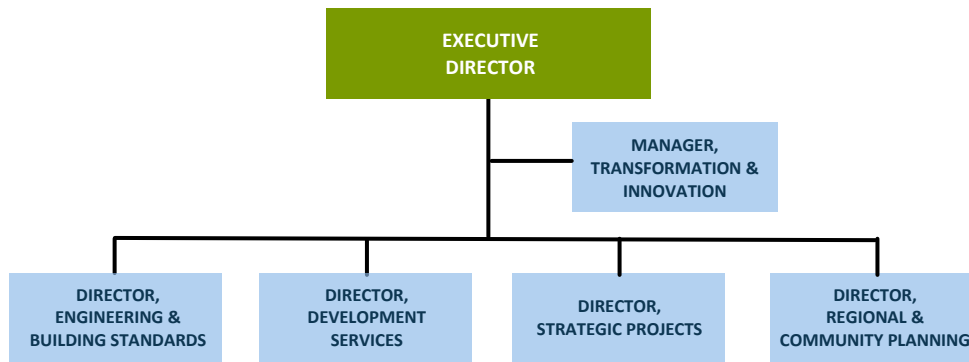 EXECUTIVE
DIRECTOR
MANAGER,
TRANSFORMATION &
INNOVATION
DIRECTOR,
ENGINEERING &
BUILDING STANDARDS
DIRECTOR,
DEVELOPMENT
SERVICES
DIRECTOR,
STRATEGIC PROJECTS
DIRECTOR,
REGIONAL &
COMMUNITY PLANNING